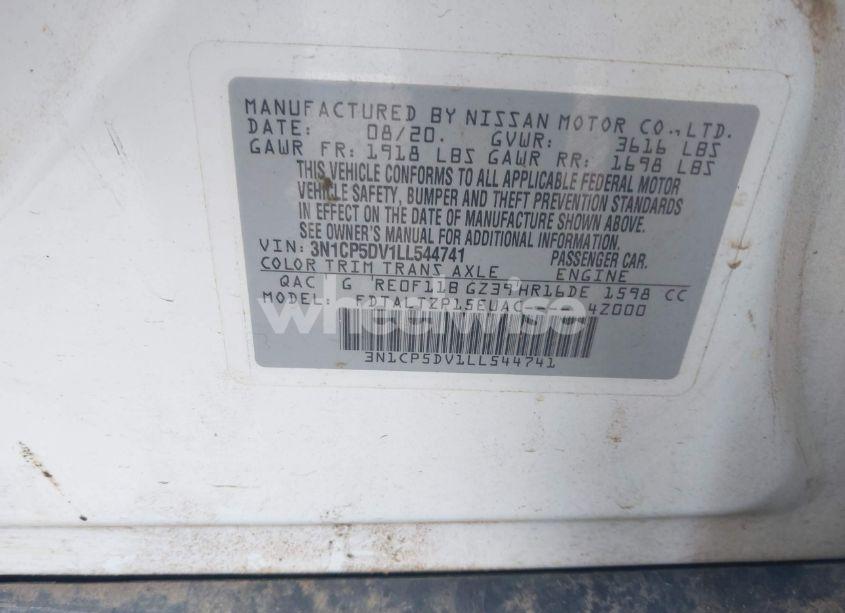 MANUFACTURED BY NISSAN MOTOR CO.,LTD.
DATE: 08/20. GVWR: 3616 LBS
GAWR FR: 1918 LBS GAWR RR: 1698 LBS
THIS VEHICLE CONFORMS TO ALL APPLICABLE FEDERAL MOTOR
VEHICLE SAFETY, BUMPER AND THEFT PREVENTION STANDARDS
IN EFFECT ON THE DATE OF MANUFACTURE SHOWN ABOVE.
SEE OWNER'S MANUAL FOR ADDITIONAL INFORMATION.
VIN: 3N1CP5DV1LL544741 PASSENGER CAR.
COLOR TRIM TRANS AXLE ENGINE
QAC G RE0F11B GZ39 HR16DE 1598 CC
MODEL:
wheelwise
3N1CP5DV1LL544741